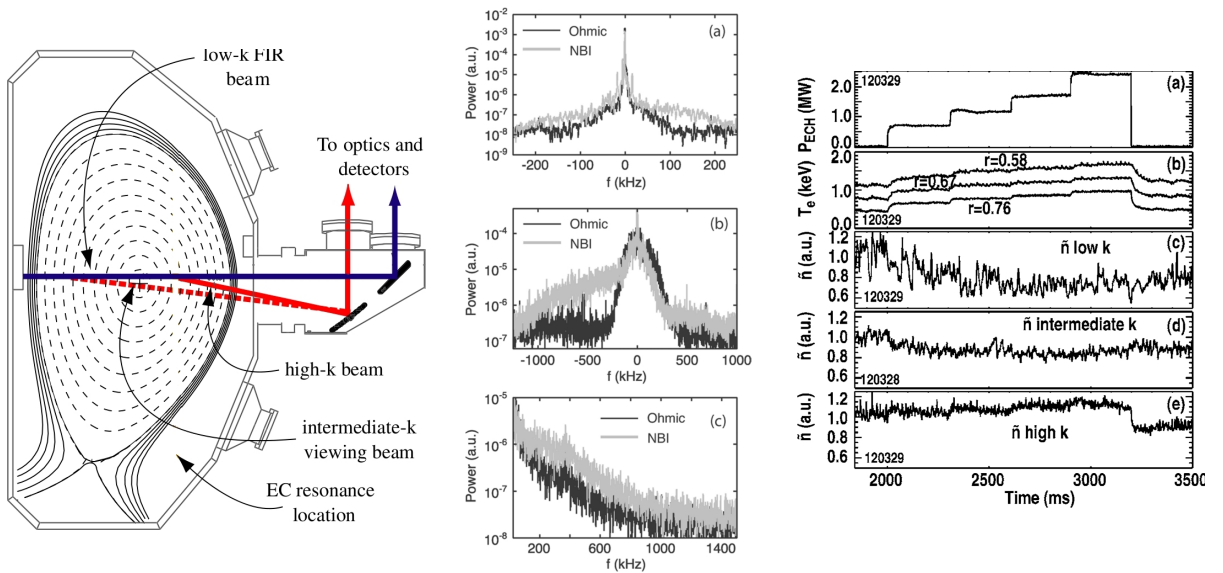 low-k FIR
beam
To optics and
detectors
high-k beam
intermediate-k
viewing beam
EC resonance
location
(a)
Ohmic
NBI
Power (a.u.)
10⁻²
10⁻³
10⁻⁴
10⁻⁵
10⁻⁶
10⁻⁷
10⁻⁸
10⁻⁹
-200 -100 0 100 200
f (kHz)
(b)
Ohmic
NBI
Power (a.u.)
10⁻⁴
10⁻⁵
10⁻⁶
10⁻⁷
-1000 -500 0 500 1000
f (kHz)
(c)
Ohmic
NBI
Power (a.u.)
10⁻⁵
10⁻⁶
10⁻⁷
10⁻⁸
200 600 1000 1400
f (kHz)
120329 (a)
P_ECH (MW)
2.0
1.0
0.0
(b)
T_e (keV)
2.0
1.0
0.0
r=0.58
r=0.67
r=0.76
120329
(c)
ñ low k
ñ (a.u.)
1.2
1.0
0.8
0.6
120329
(d)
ñ intermediate k
ñ (a.u.)
1.2
1.0
0.8
0.6
120328
(e)
ñ high k
ñ (a.u.)
1.2
1.0
0.8
0.6
120329
2000 2500 3000 3500
Time (ms)